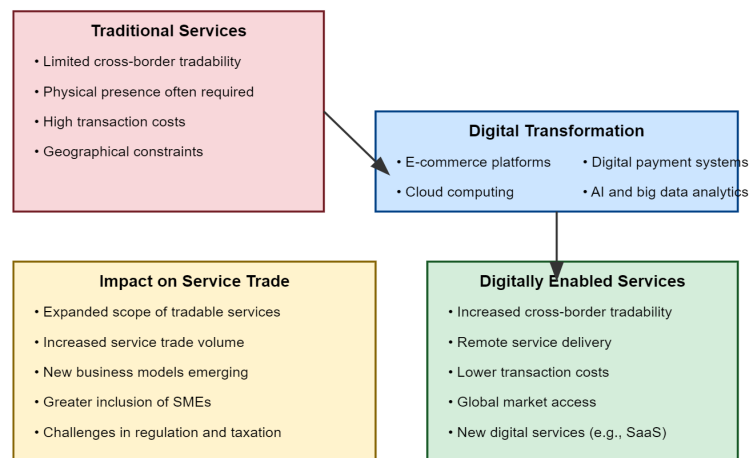 Traditional Services
• Limited cross-border tradability
• Physical presence often required
• High transaction costs
• Geographical constraints
Digital Transformation
• E-commerce platforms
• Digital payment systems
• Cloud computing
• AI and big data analytics
Impact on Service Trade
• Expanded scope of tradable services
• Increased service trade volume
• New business models emerging
• Greater inclusion of SMEs
• Challenges in regulation and taxation
Digitally Enabled Services
• Increased cross-border tradability
• Remote service delivery
• Lower transaction costs
• Global market access
• New digital services (e.g., SaaS)